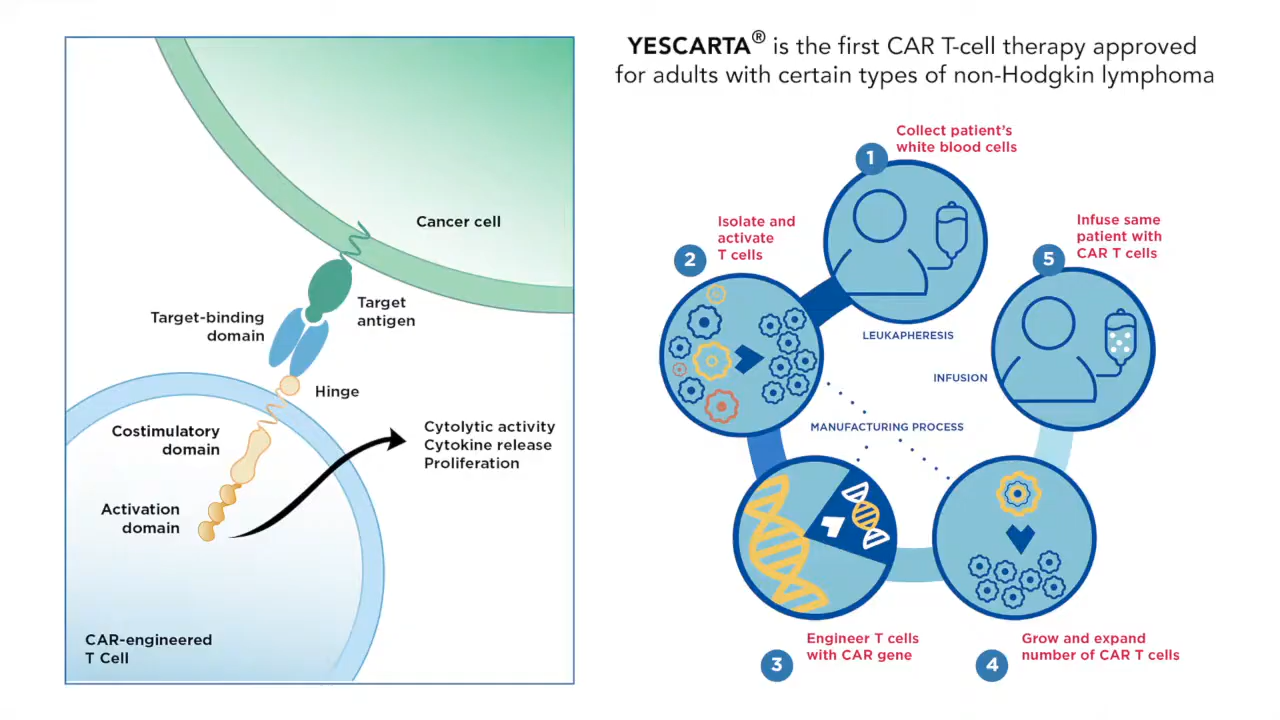 Cancer cell
Target
antigen
Target-binding
domain
Hinge
Costimulatory
domain
Cytolytic activity
Cytokine release
Proliferation
Activation
domain
CAR-engineered
T Cell
YESCARTA® is the first CAR T-cell therapy approved
for adults with certain types of non-Hodgkin lymphoma
1
Collect patient's
white blood cells
LEUKAPHERESIS
2
Isolate and
activate
T cells
MANUFACTURING PROCESS
3
Engineer T cells
with CAR gene
4
Grow and expand
number of CAR T cells
5
Infuse same
patient with
CAR T cells
INFUSION